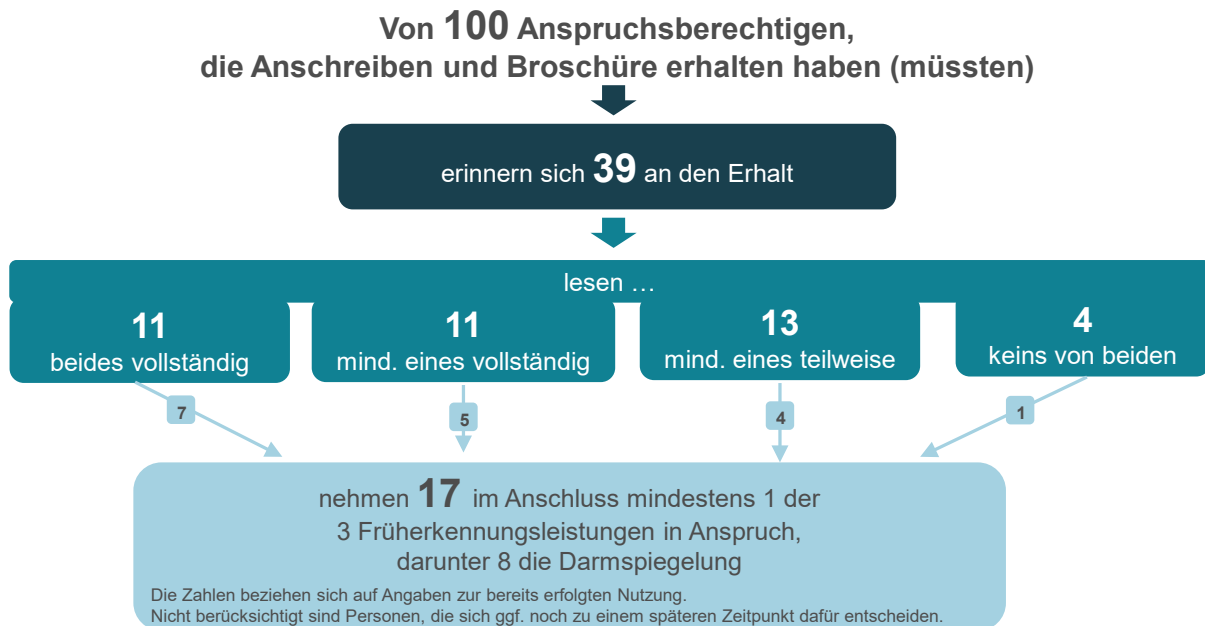 Von 100 Anspruchsberechtigen,
die Anschreiben und Broschüre erhalten haben (müssten)
erinnern sich 39 an den Erhalt
lesen …
11
beides vollständig
11
mind. eines vollständig
13
mind. eines teilweise
4
keins von beiden
7
5
4
1
nehmen 17 im Anschluss mindestens 1 der
3 Früherkennungsleistungen in Anspruch,
darunter 8 die Darmspiegelung
Die Zahlen beziehen sich auf Angaben zur bereits erfolgten Nutzung.
Nicht berücksichtigt sind Personen, die sich ggf. noch zu einem späteren Zeitpunkt dafür entscheiden.